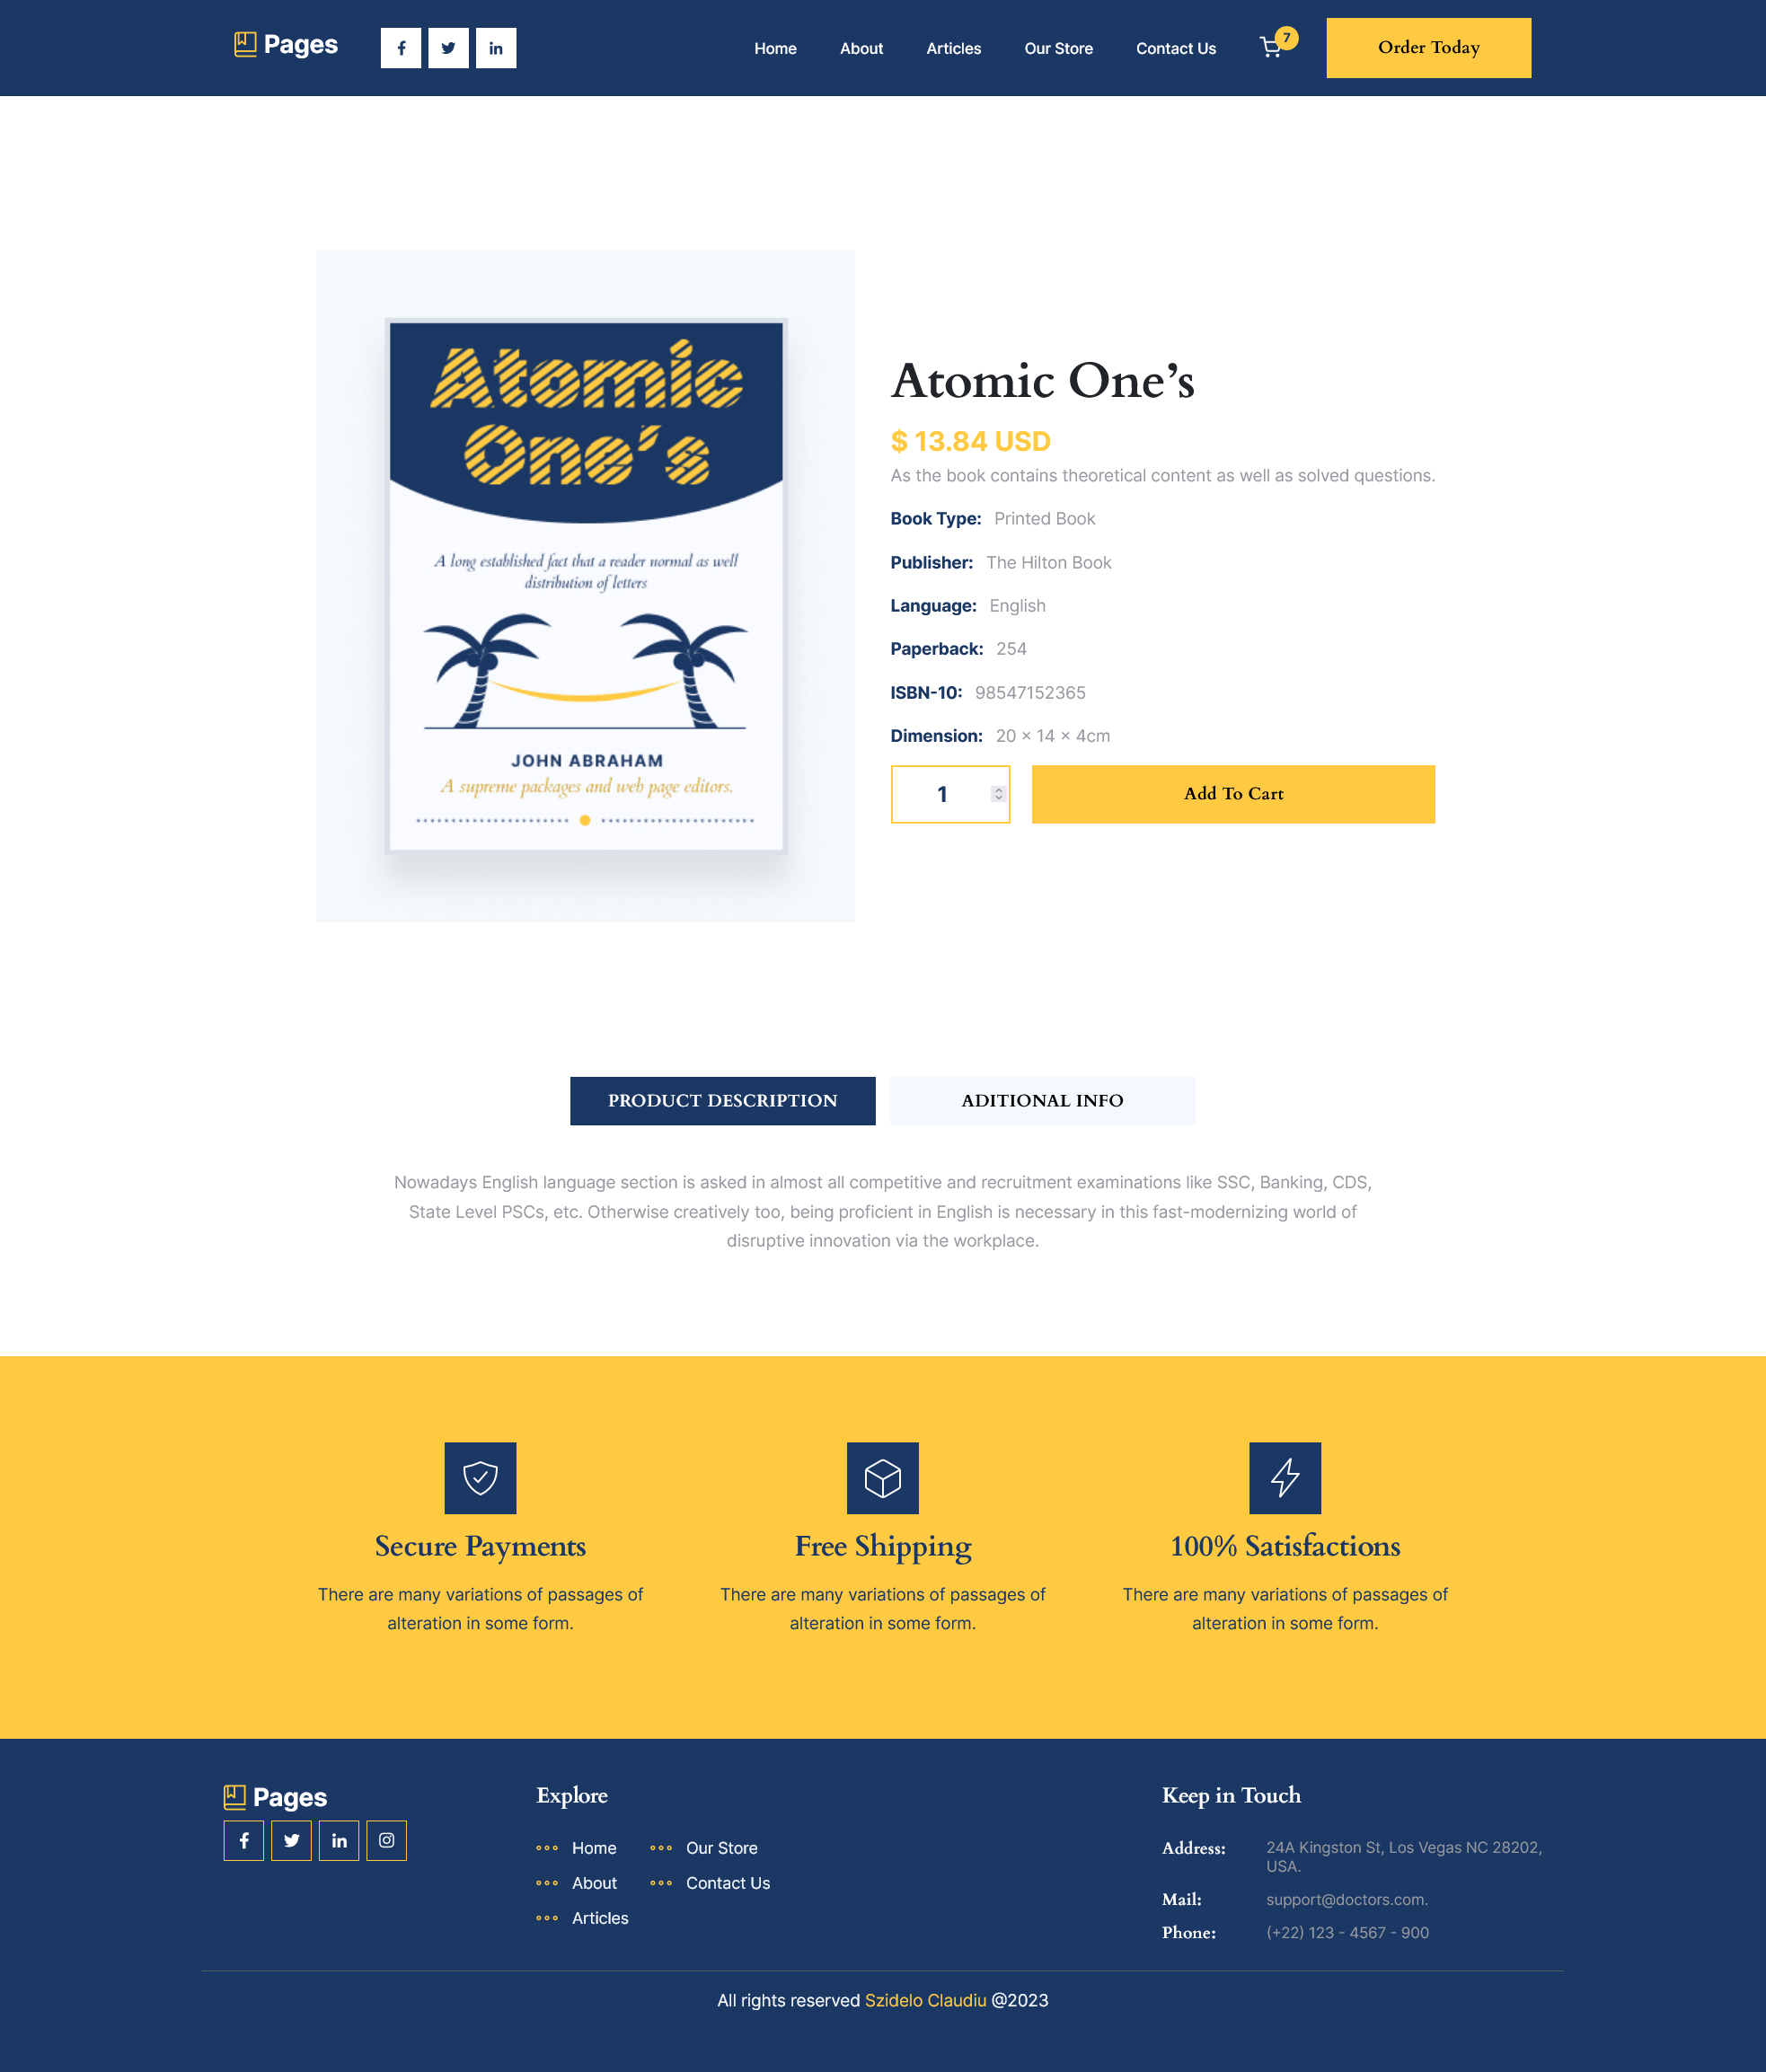 Pages
Home
About
Articles
Our Store
Contact Us
7
Order Today
Atomic
One's
A long established fact that a reader normal as well
distribution of letters
JOHN ABRAHAM
A supreme packages and web page editors.
Atomic One’s
$ 13.84 USD
As the book contains theoretical content as well as solved questions.
Book Type: Printed Book
Publisher: The Hilton Book
Language: English
Paperback: 254
ISBN-10: 98547152365
Dimension: 20 × 14 × 4cm
1
Add To Cart
PRODUCT DESCRIPTION
ADITIONAL INFO
Nowadays English language section is asked in almost all competitive and recruitment examinations like SSC, Banking, CDS,
State Level PSCs, etc. Otherwise creatively too, being proficient in English is necessary in this fast-modernizing world of
disruptive innovation via the workplace.
Secure Payments
There are many variations of passages of
alteration in some form.
Free Shipping
There are many variations of passages of
alteration in some form.
100% Satisfactions
There are many variations of passages of
alteration in some form.
Pages
Explore
Home
About
Articles
Our Store
Contact Us
Keep in Touch
Address: 24A Kingston St, Los Vegas NC 28202,
USA.
Mail: support@doctors.com.
Phone: (+22) 123 - 4567 - 900
All rights reserved Szidelo Claudiu @2023